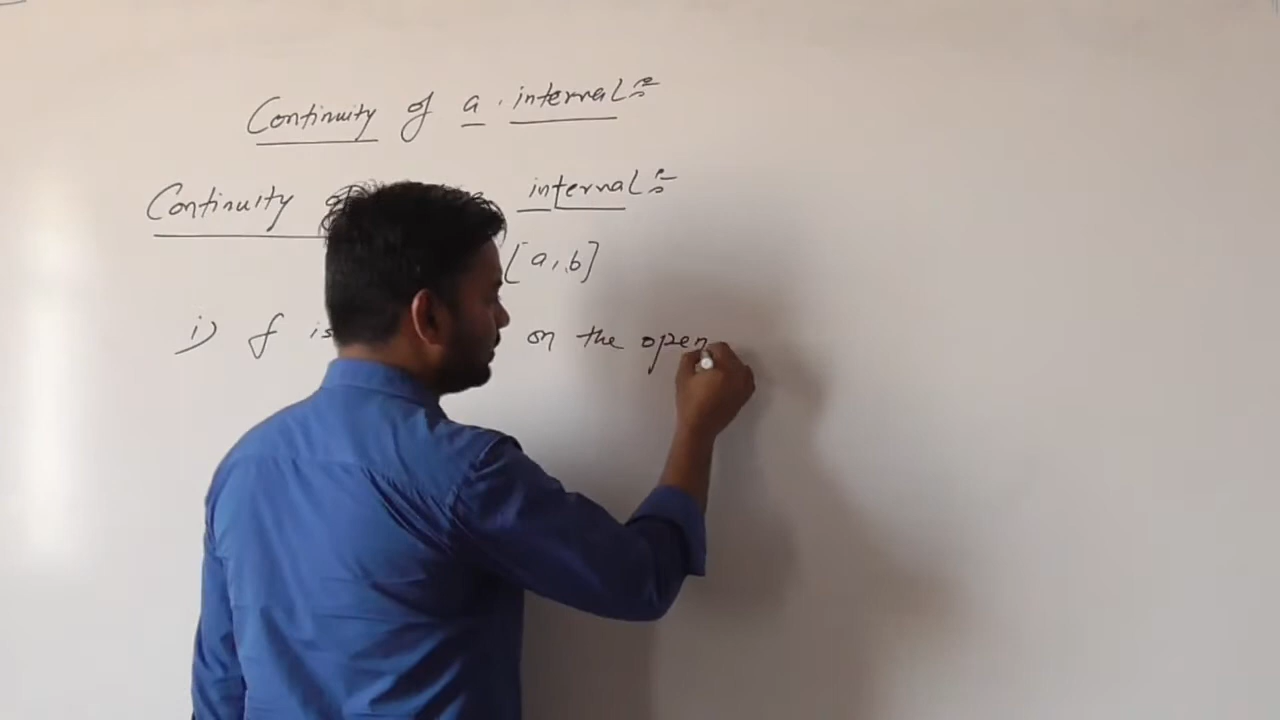 Continuity of a interval :-
Continuity interval :-
[a, b]
i) f is on the open